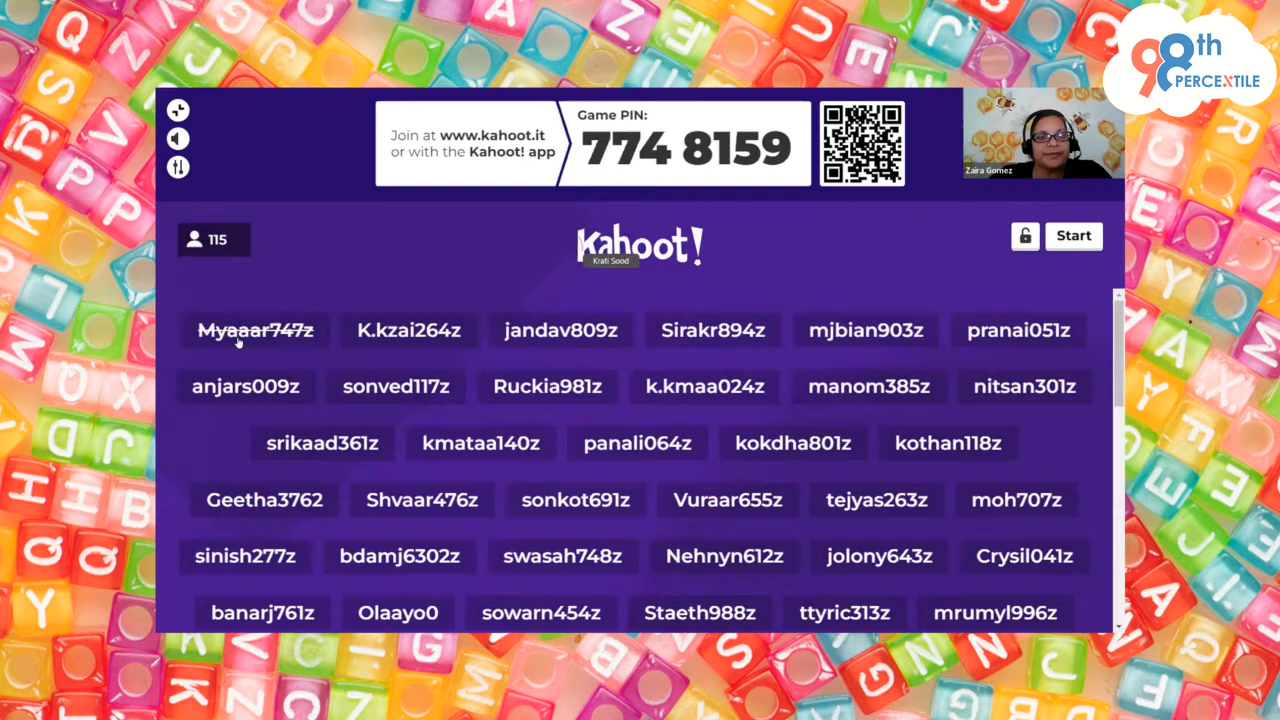 98th
PERCENTILE
Join at www.kahoot.it
or with the Kahoot! app
Game PIN:
774 8159
Zaira Gomez
115
Kahoot!
Krati Sood
Start
Myaaar747z K.kzai264z jandav809z Sirakr894z mjbian903z pranai051z
anjars009z sonved117z Ruckia981z k.kmaa024z manom385z nitsan301z
srikaad361z kmataa140z panali064z kokdha801z kothan118z
Geetha3762 Shvaar476z sonkot691z Vuraar655z tejyas263z moh707z
sinish277z bdamj6302z swasah748z Nehnyn612z jolony643z Crysil041z
banarj761z Olaayo0 sowarn454z Staeth988z ttyric313z mrumyl996z